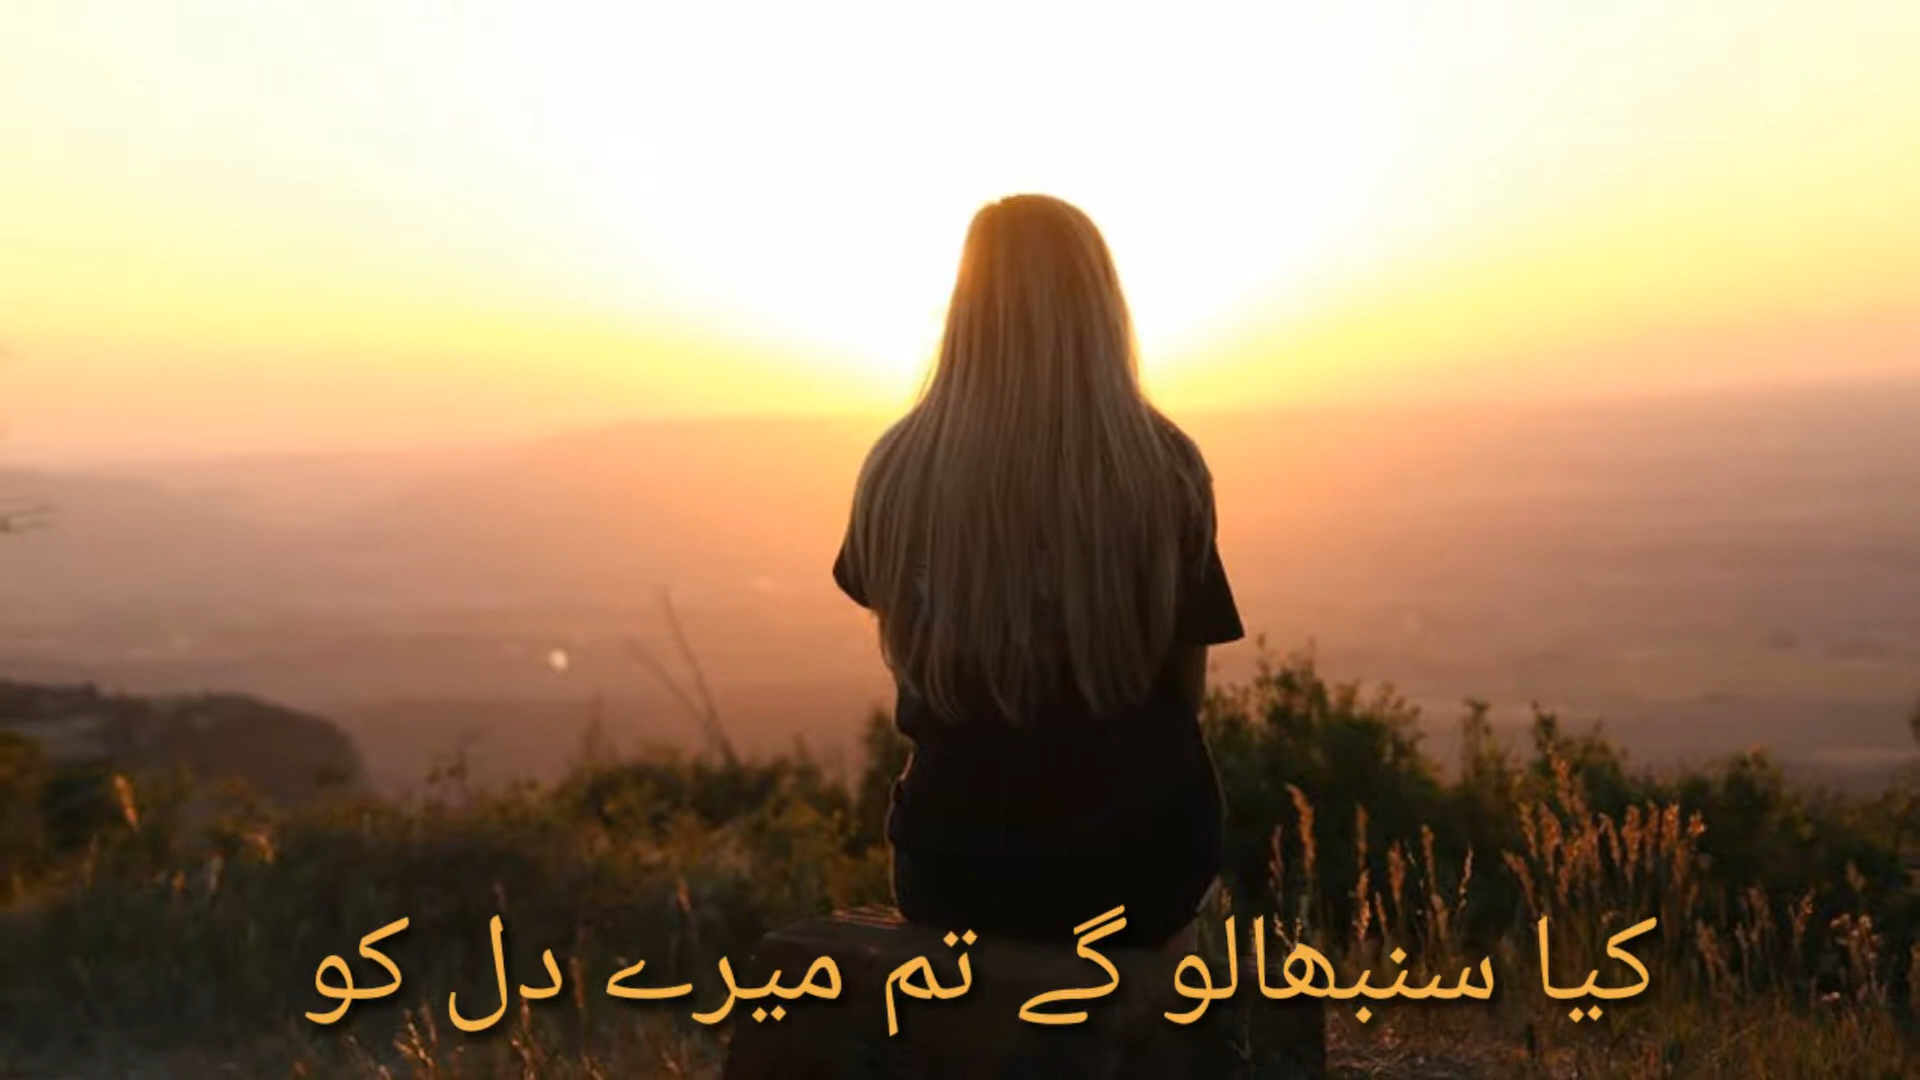 کیا سنبھالو گے تم میرے دل کو